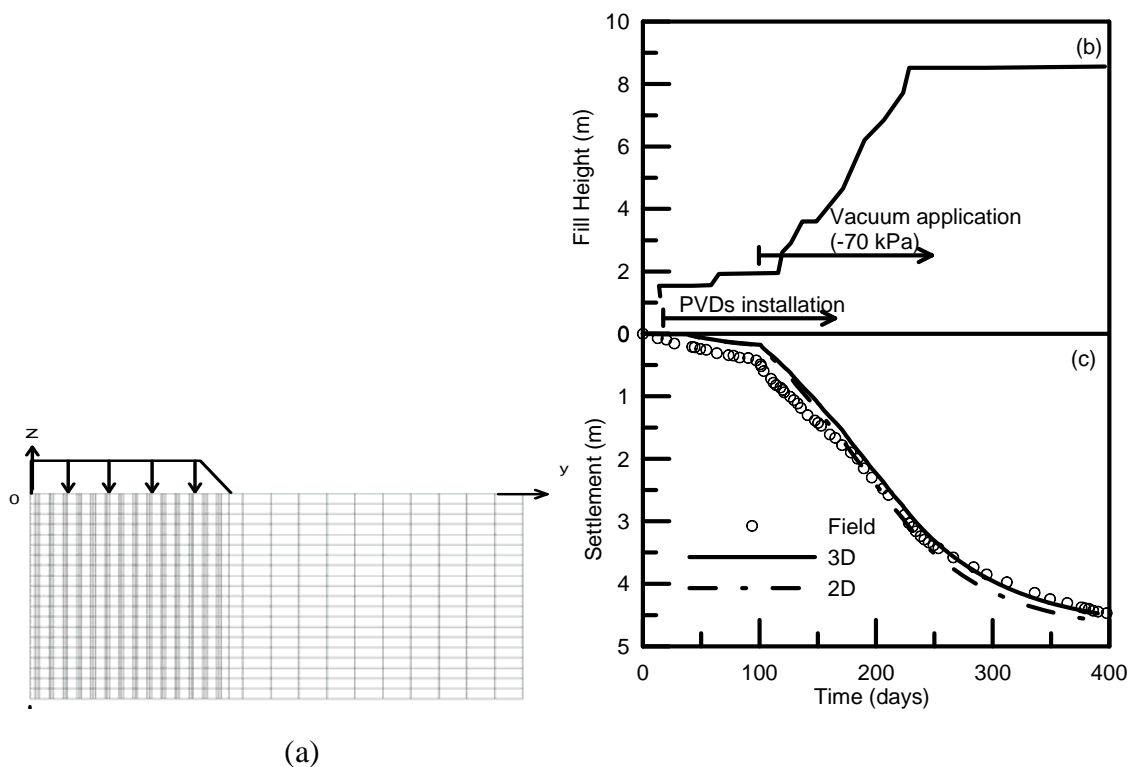 10
(b)
8
6
4
2
0
Fill Height (m)
Vacuum application
(-70 kPa)
PVDs installation
0
(c)
1
2
3
4
5
Settlement (m)
Field
3D
2D
0
100
200
300
400
Time (days)
Z
y
O
(a)